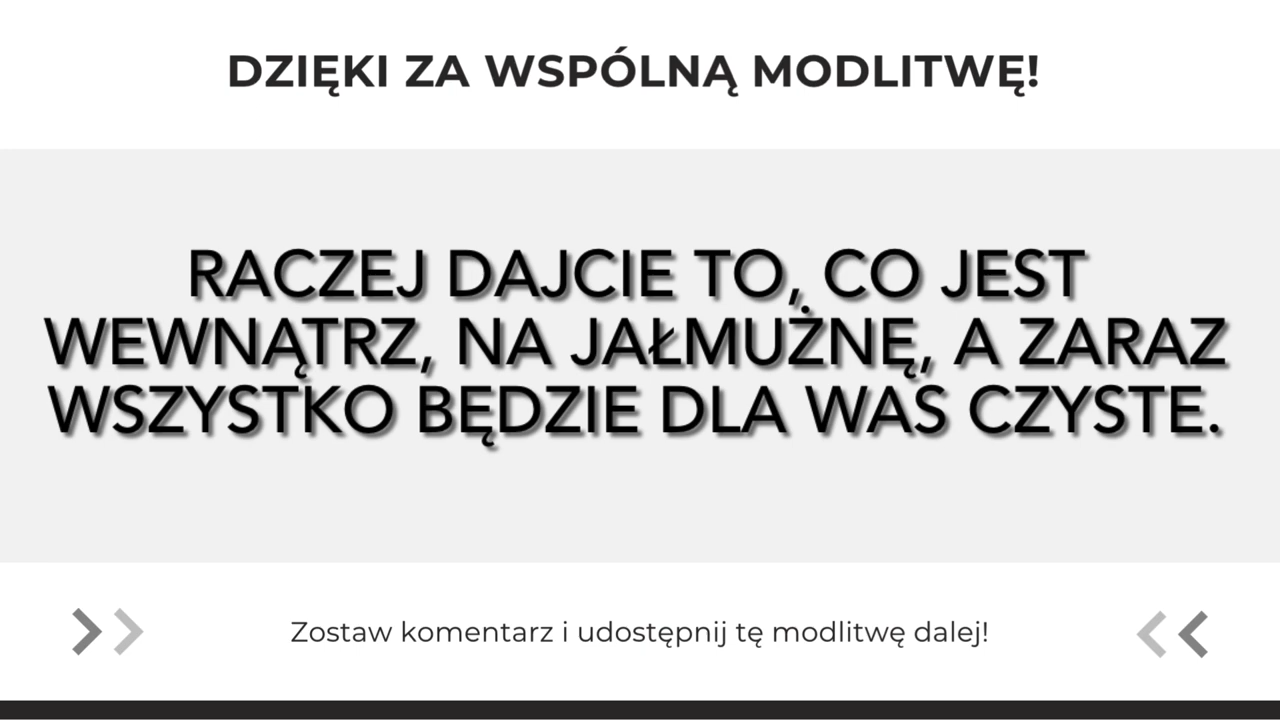 DZIĘKI ZA WSPÓLNĄ MODLITWĘ!
RACZEJ DAJCIE TO, CO JEST
WEWNĄTRZ, NA JAŁMUŻNĘ, A ZARAZ
WSZYSTKO BĘDZIE DLA WAS CZYSTE.
Zostaw komentarz i udostępnij tę modlitwę dalej!